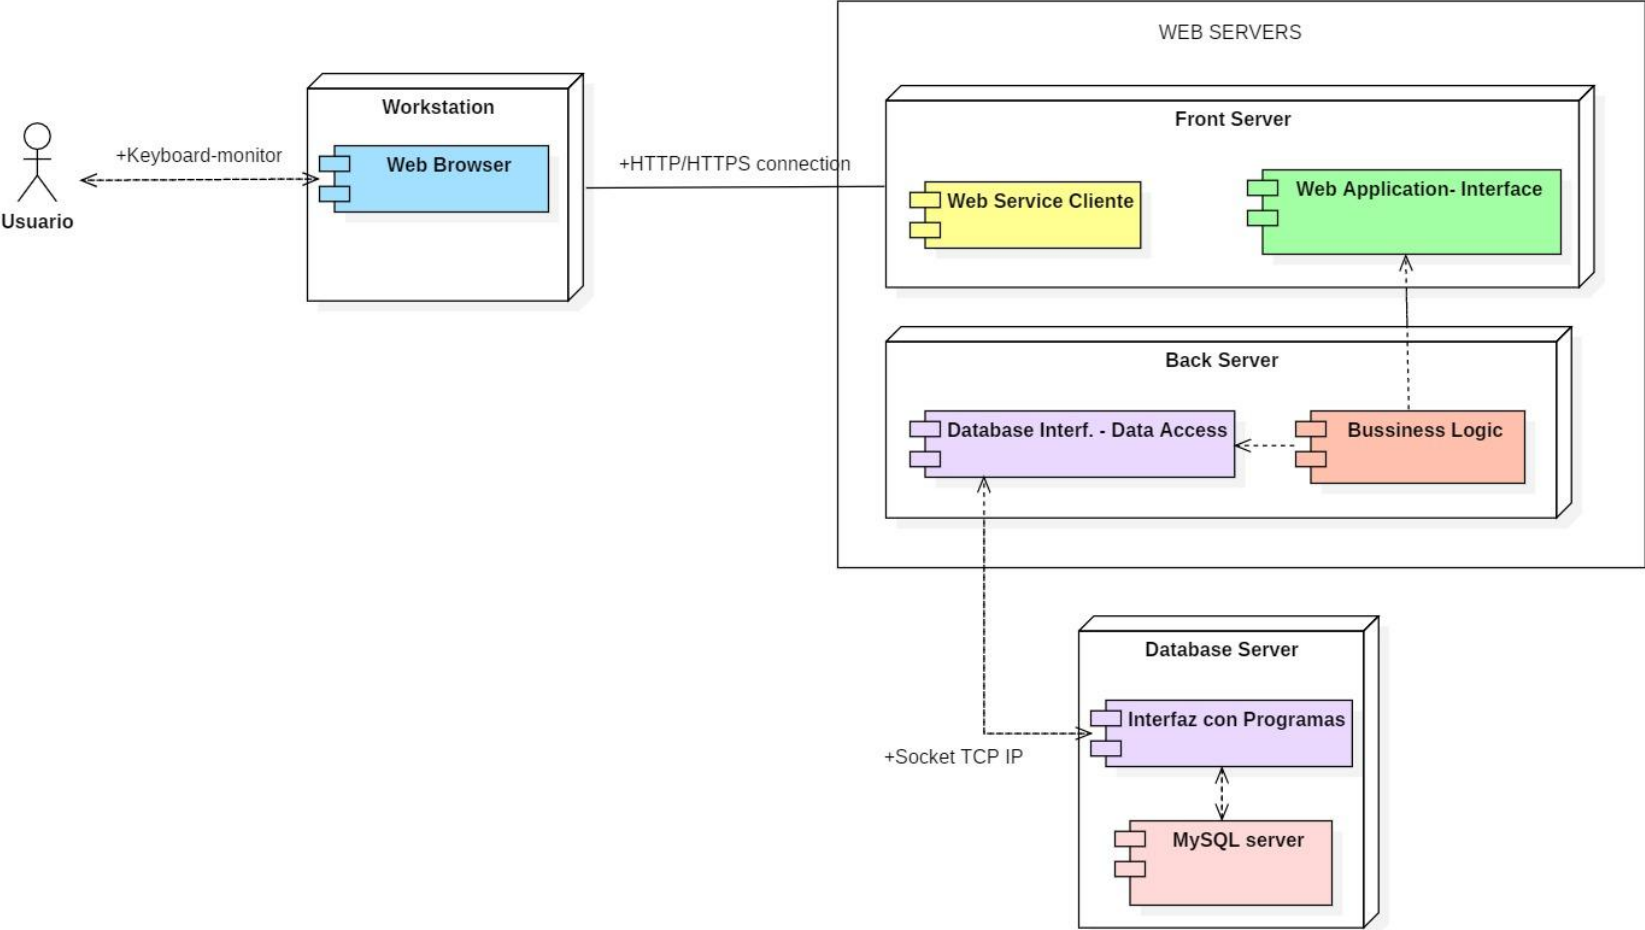 WEB SERVERS
Workstation
Front Server
+Keyboard-monitor
Web Browser
+HTTP/HTTPS connection
Web Service Cliente
Web Application- Interface
Usuario
Back Server
Database Interf. - Data Access
Bussiness Logic
Database Server
Interfaz con Programas
+Socket TCP IP
MySQL server